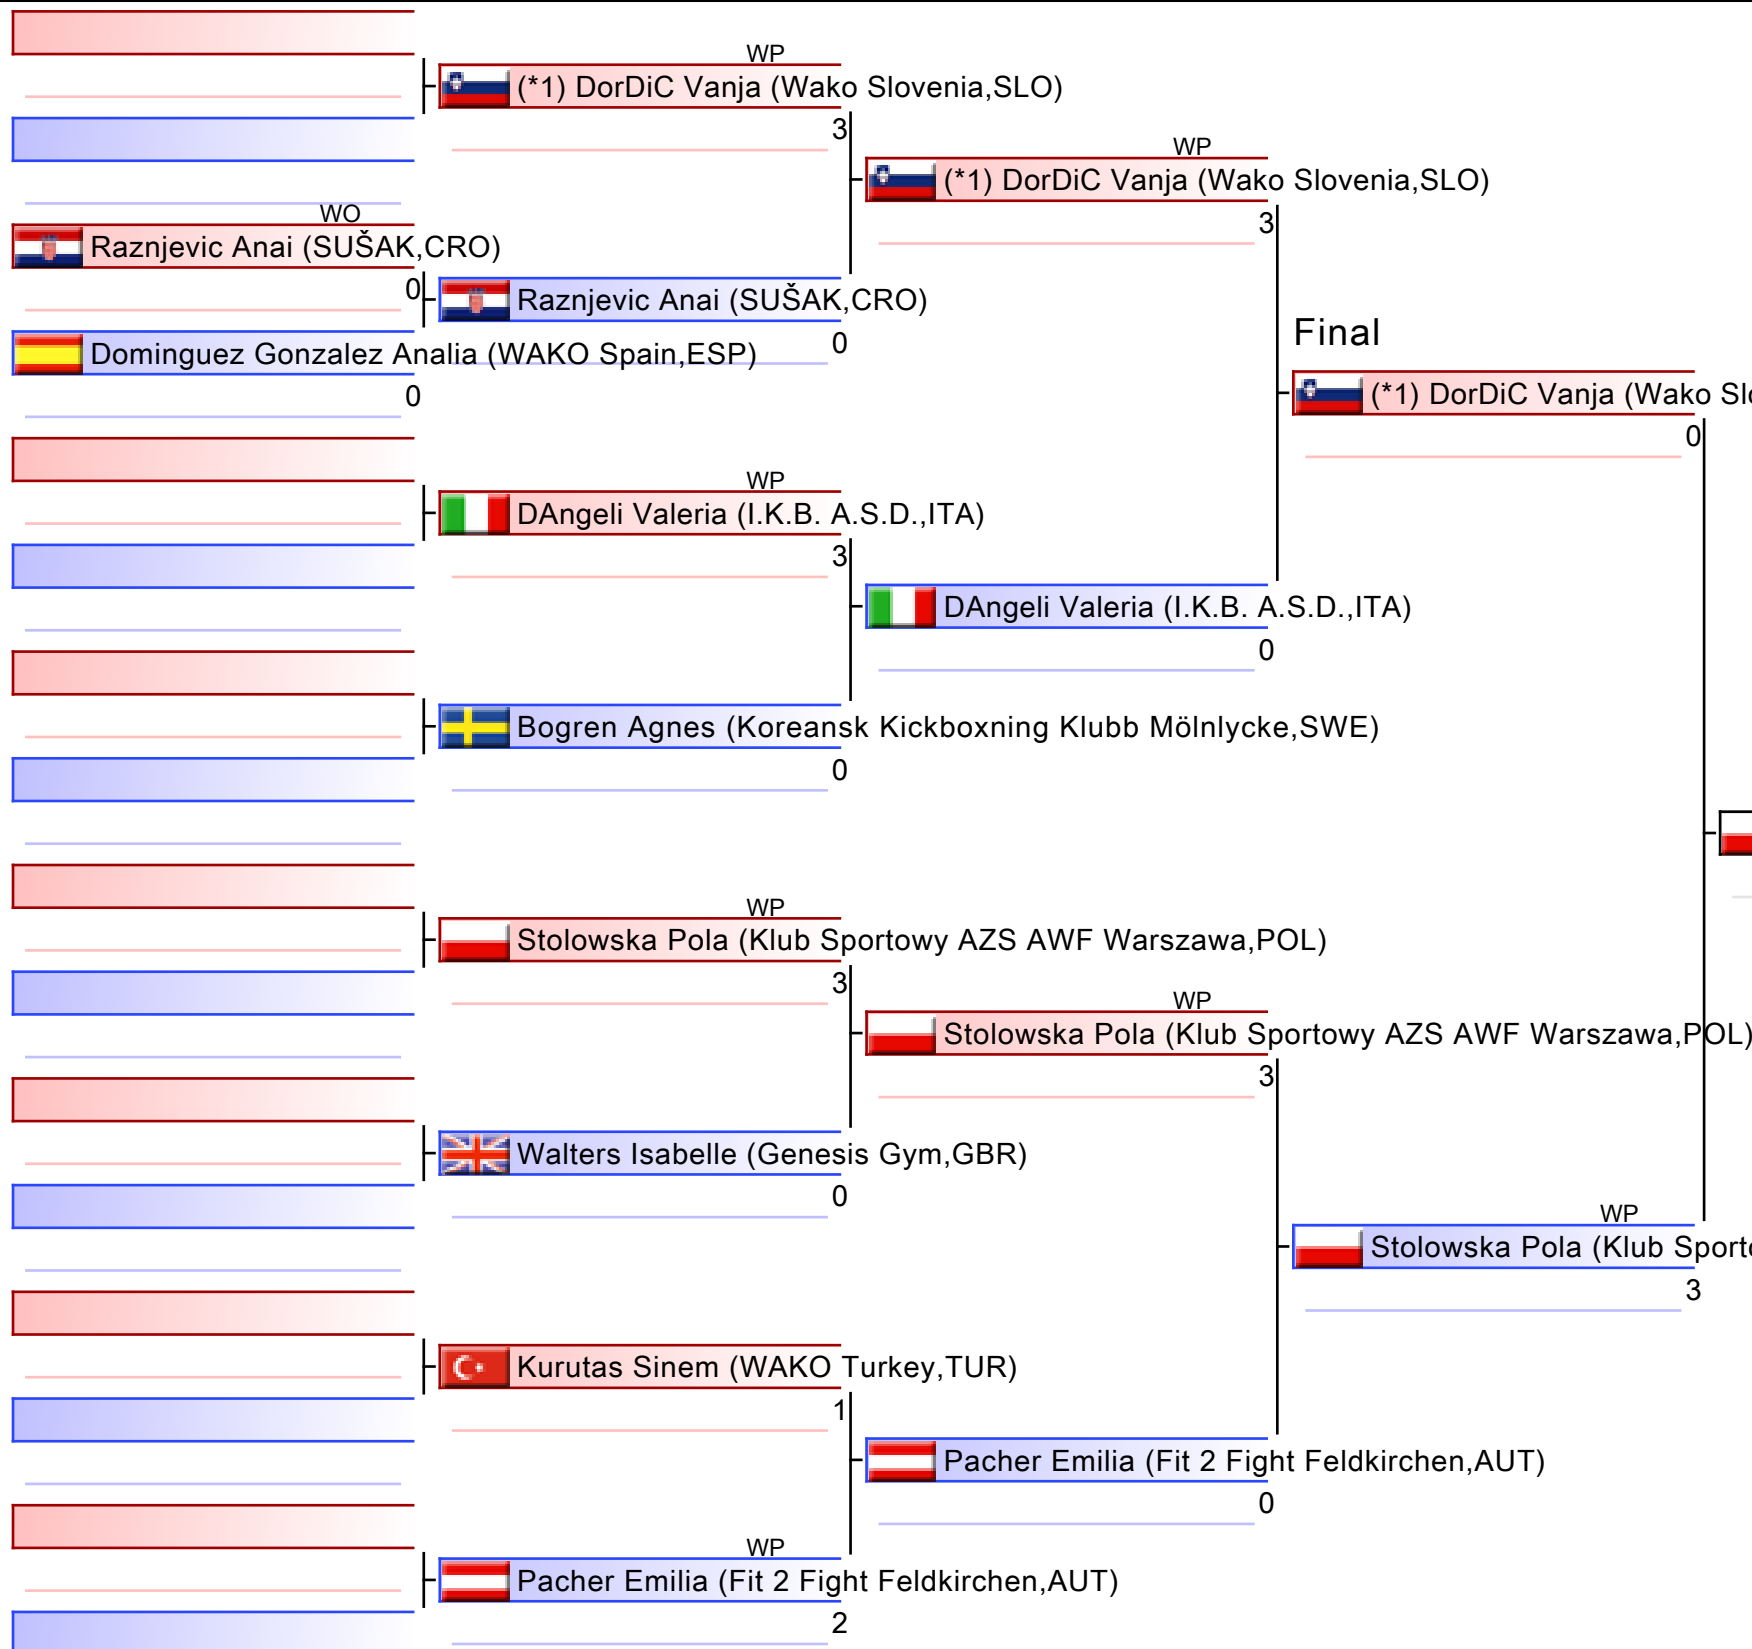 WP
(*1) DorDiC Vanja (Wako Slovenia,SLO)
3
WP
(*1) DorDiC Vanja (Wako Slovenia,SLO)
3
WO
Raznjevic Anai (SUŠAK,CRO)
0
Raznjevic Anai (SUŠAK,CRO)
0
Dominguez Gonzalez Analia (WAKO Spain,ESP)
0
Final
(*1) DorDiC Vanja (Wako Slo
0
WP
DAngeli Valeria (I.K.B. A.S.D.,ITA)
3
DAngeli Valeria (I.K.B. A.S.D.,ITA)
0
Bogren Agnes (Koreansk Kickboxning Klubb Mölnlycke,SWE)
0
WP
Stolowska Pola (Klub Sportowy AZS AWF Warszawa,POL)
3
WP
Stolowska Pola (Klub Sportowy AZS AWF Warszawa,POL)
3
Walters Isabelle (Genesis Gym,GBR)
0
WP
Stolowska Pola (Klub Sporto
3
Kurutas Sinem (WAKO Turkey,TUR)
1
Pacher Emilia (Fit 2 Fight Feldkirchen,AUT)
0
WP
Pacher Emilia (Fit 2 Fight Feldkirchen,AUT)
2